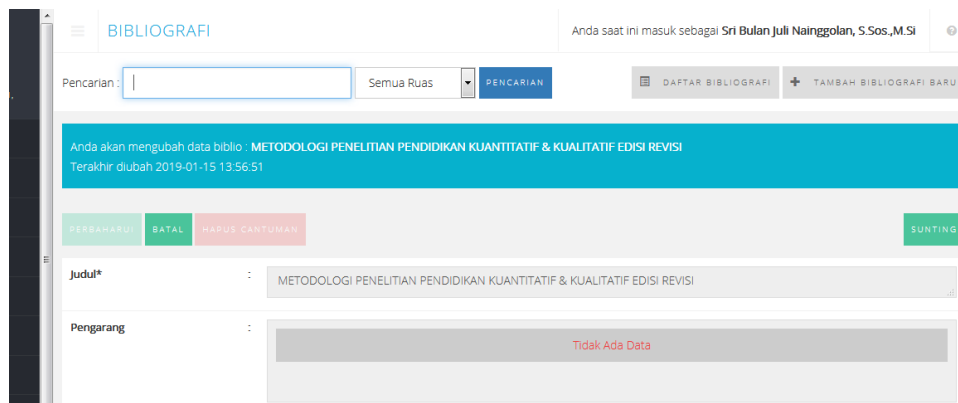 BIBLIOGRAFI Anda saat ini masuk sebagai Sri Bulan Juli Nainggolan, S.Sos.,M.Si
Pencarian : Semua Ruas PENCARIAN DAFTAR BIBLIOGRAFI TAMBAH BIBLIOGRAFI BARU
Anda akan mengubah data biblio : METODOLOGI PENELITIAN PENDIDIKAN KUANTITATIF & KUALITATIF EDISI REVISI
Terakhir diubah 2019-01-15 13:56:51
PERBAHARUI BATAL HAPUS CANTUMAN SUNTING
Judul* : METODOLOGI PENELITIAN PENDIDIKAN KUANTITATIF & KUALITATIF EDISI REVISI
Pengarang : Tidak Ada Data